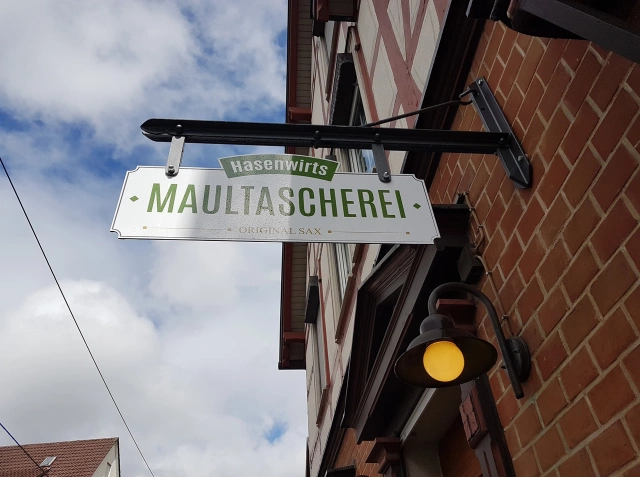 Hasenwirts
MAULTASCHEREI
ORIGINAL SAX